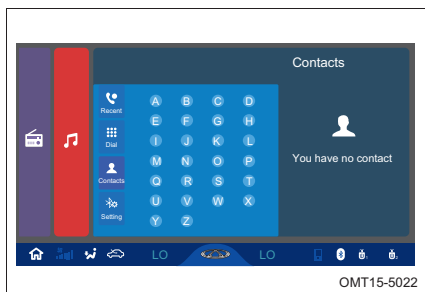 Contacts
Recent
A B C D
E F G H
Dial
I J K L
M N O P
Contacts
You have no contact
Q R S T
Setting
U V W X
Y Z
LO LO
OMT15-5022